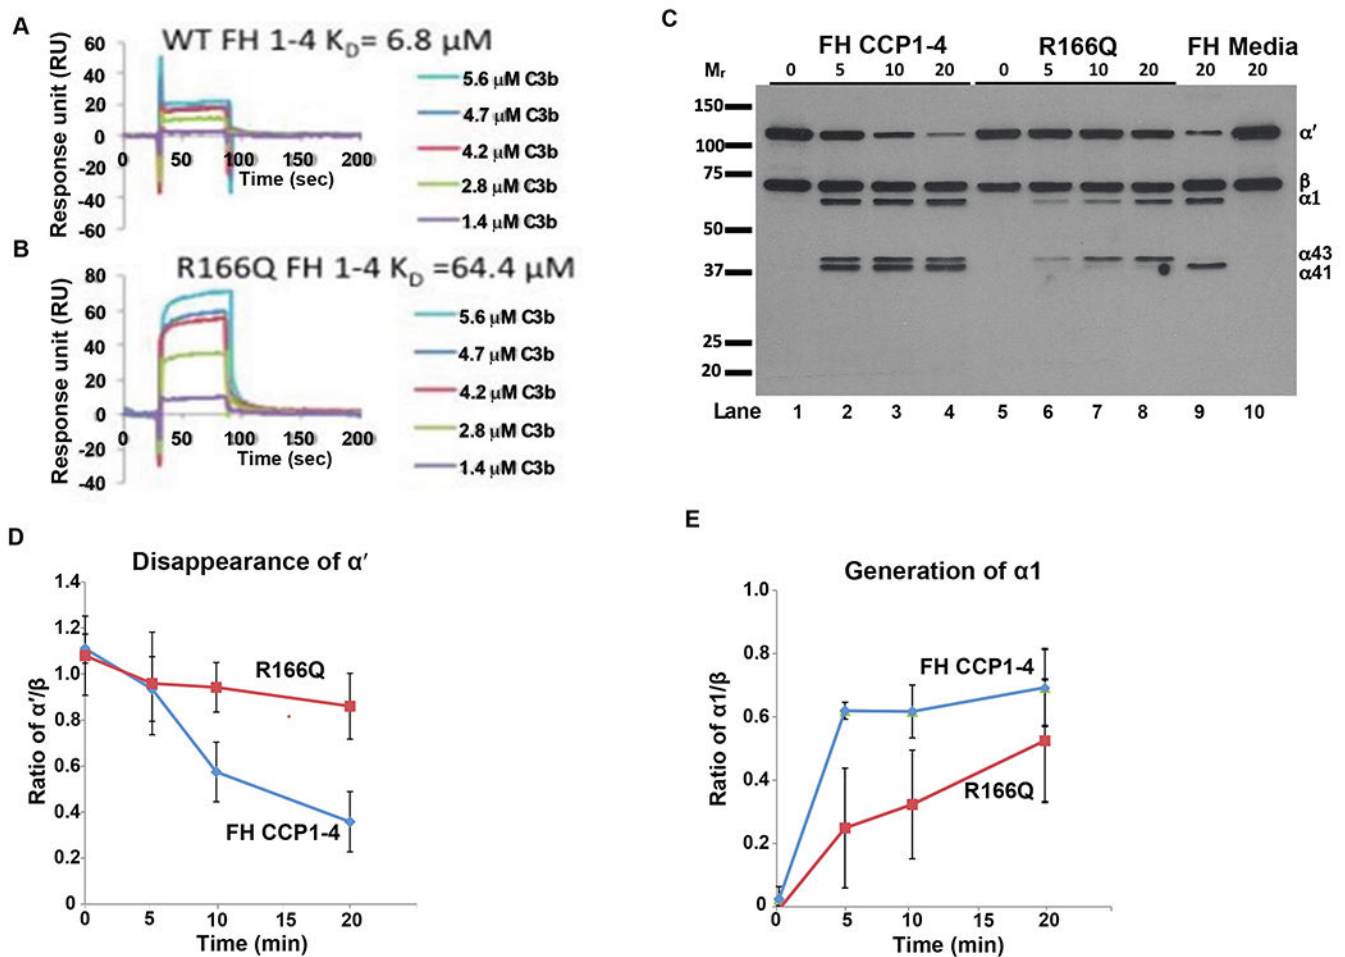 A
WT FH 1-4 KD= 6.8 µM
Response unit (RU)
60
40
20
0
-20
-40
-60
0 50 100 150 200
Time (sec)
5.6 µM C3b
4.7 µM C3b
4.2 µM C3b
2.8 µM C3b
1.4 µM C3b
B
R166Q FH 1-4 KD =64.4 µM
Response unit (RU)
80
60
40
20
0
-20
-40
0 50 100 150 200
Time (sec)
5.6 µM C3b
4.7 µM C3b
4.2 µM C3b
2.8 µM C3b
1.4 µM C3b
C
FH CCP1-4 R166Q FH Media
Mr 0 5 10 20 0 5 10 20 20 20
150
100
75
50
37
25
20
α′
β
α1
α43
α41
Lane 1 2 3 4 5 6 7 8 9 10
D
Disappearance of α′
Ratio of α′/β
1.4
1.2
1.0
0.8
0.6
0.4
0.2
0
R166Q
FH CCP1-4
0 5 10 15 20
Time (min)
E
Generation of α1
Ratio of α1/β
1.0
0.8
0.6
0.4
0.2
0
FH CCP1-4
R166Q
0 5 10 15 20
Time (min)